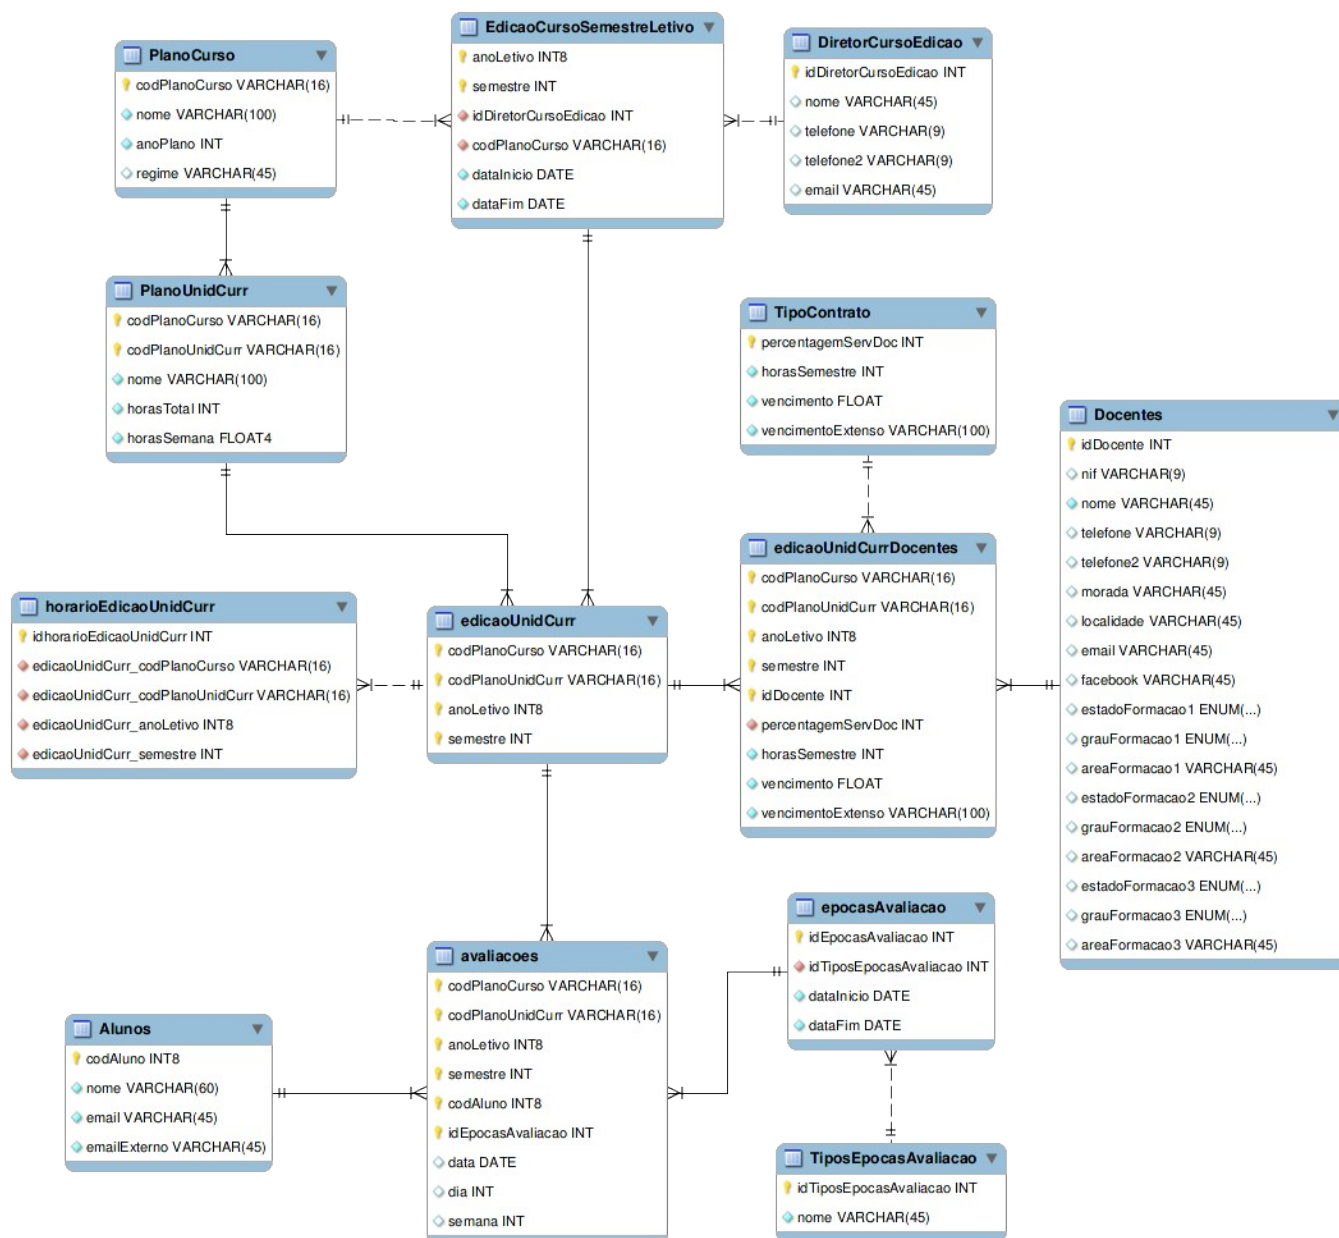 PlanoCurso
codPlanoCurso VARCHAR(16)
nome VARCHAR(100)
anoPlano INT
regime VARCHAR(45)
EdicaoCursoSemestreLetivo
anoLetivo INT8
semestre INT
idDiretorCursoEdicao INT
codPlanoCurso VARCHAR(16)
dataInicio DATE
dataFim DATE
DiretorCursoEdicao
idDiretorCursoEdicao INT
nome VARCHAR(45)
telefone VARCHAR(9)
telefone2 VARCHAR(9)
email VARCHAR(45)
PlanoUnidCurr
codPlanoCurso VARCHAR(16)
codPlanoUnidCurr VARCHAR(16)
nome VARCHAR(100)
horasTotal INT
horasSemana FLOAT4
TipoContrato
percentagemServDoc INT
horasSemestre INT
vencimento FLOAT
vencimentoExtenso VARCHAR(100)
Docentes
idDocente INT
nif VARCHAR(9)
nome VARCHAR(45)
telefone VARCHAR(9)
telefone2 VARCHAR(9)
morada VARCHAR(45)
localidade VARCHAR(45)
email VARCHAR(45)
facebook VARCHAR(45)
estadoFormacao1 ENUM(...)
grauFormacao1 ENUM(...)
areaFormacao1 VARCHAR(45)
estadoFormacao2 ENUM(...)
grauFormacao2 ENUM(...)
areaFormacao2 VARCHAR(45)
estadoFormacao3 ENUM(...)
grauFormacao3 ENUM(...)
areaFormacao3 VARCHAR(45)
horarioEdicaoUnidCurr
idhorarioEdicaoUnidCurr INT
edicaoUnidCurr_codPlanoCurso VARCHAR(16)
edicaoUnidCurr_codPlanoUnidCurr VARCHAR(16)
edicaoUnidCurr_anoLetivo INT8
edicaoUnidCurr_semestre INT
edicaoUnidCurr
codPlanoCurso VARCHAR(16)
codPlanoUnidCurr VARCHAR(16)
anoLetivo INT8
semestre INT
edicaoUnidCurrDocentes
codPlanoCurso VARCHAR(16)
codPlanoUnidCurr VARCHAR(16)
anoLetivo INT8
semestre INT
idDocente INT
percentagemServDoc INT
horasSemestre INT
vencimento FLOAT
vencimentoExtenso VARCHAR(100)
Alunos
codAluno INT8
nome VARCHAR(60)
email VARCHAR(45)
emailExterno VARCHAR(45)
avaliacoes
codPlanoCurso VARCHAR(16)
codPlanoUnidCurr VARCHAR(16)
anoLetivo INT8
semestre INT
codAluno INT8
idEpocasAvaliacao INT
data DATE
dia INT
semana INT
epocasAvaliacao
idEpocasAvaliacao INT
idTiposEpocasAvaliacao INT
dataInicio DATE
dataFim DATE
TiposEpocasAvaliacao
idTiposEpocasAvaliacao INT
nome VARCHAR(45)